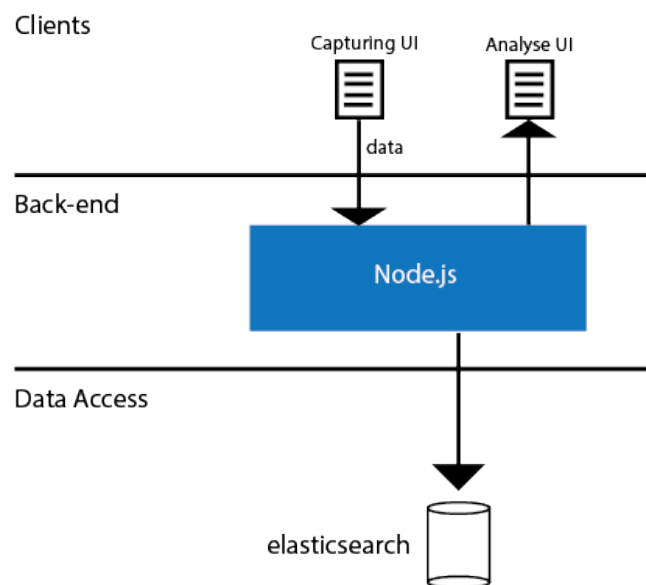 Clients
Capturing UI
Analyse UI
data
Back-end
Node.js
Data Access
elasticsearch